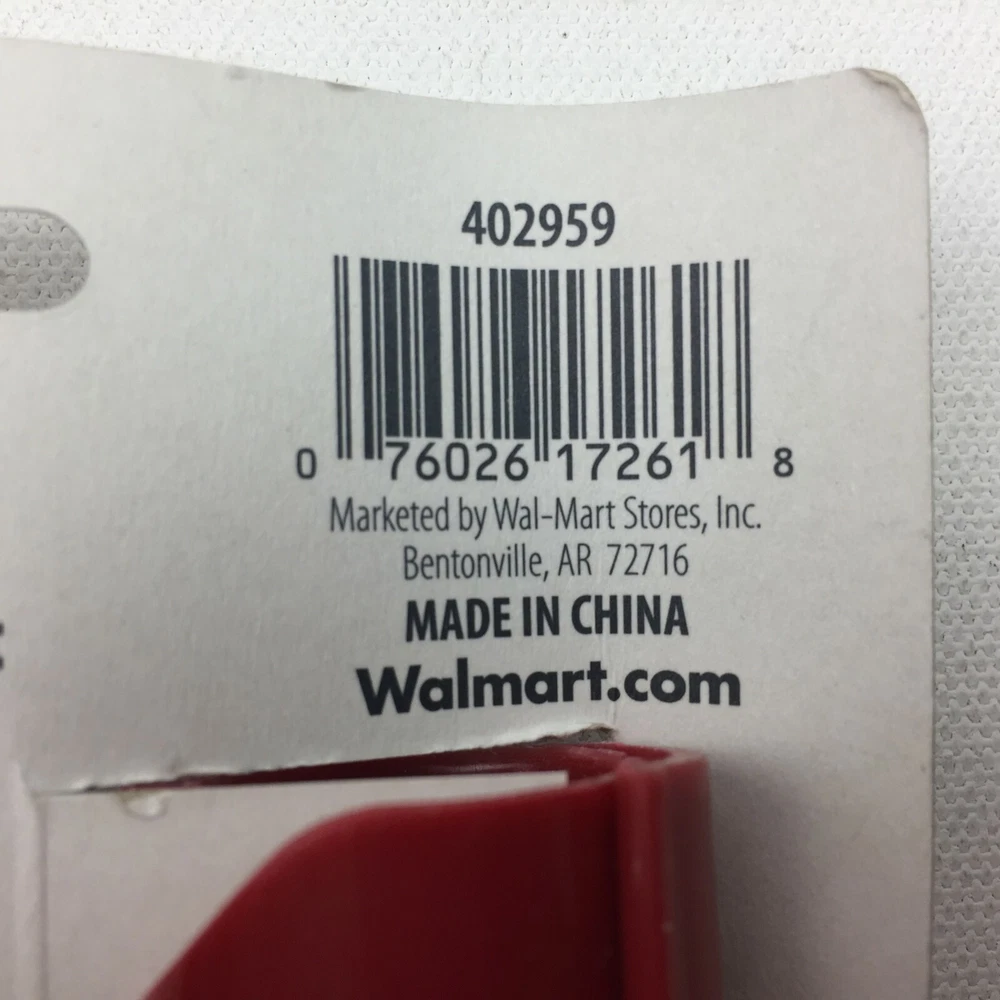 402959
0 76026 17261 8
Marketed by Wal-Mart Stores, Inc.
Bentonville, AR 72716
MADE IN CHINA
Walmart.com